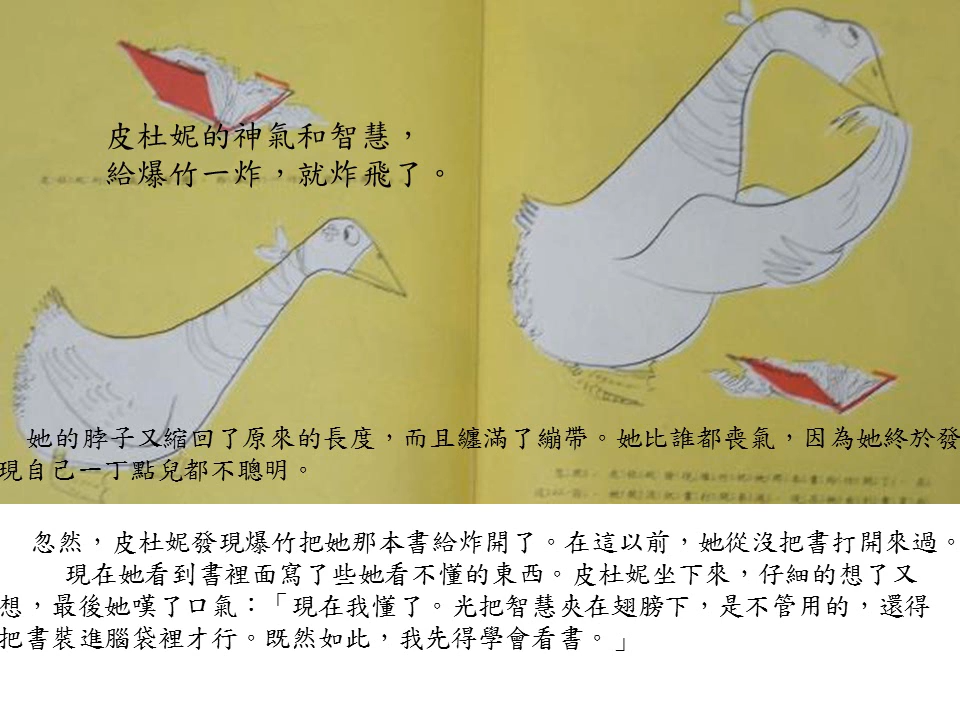 皮杜妮的神氣和智慧，
給爆竹一炸，就炸飛了。
她的脖子又縮回了原來的長度，而且纏滿了繃帶。她比誰都喪氣，因為她終於發
現自己一丁點兒都不聰明。
忽然，皮杜妮發現爆竹把她那本書給炸開了。在這以前，她從沒把書打開來過。
現在她看到書裡面寫了些她看不懂的東西。皮杜妮坐下來，仔細的想了又
想，最後她嘆了口氣：「現在我懂了。光把智慧夾在翅膀下，是不管用的，還得
把書裝進腦袋裡才行。既然如此，我先得學會看書。」